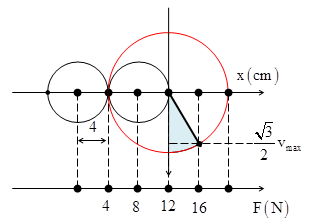 x(cm)
4
√3/2 v_max
4 8 12 16 F(N)